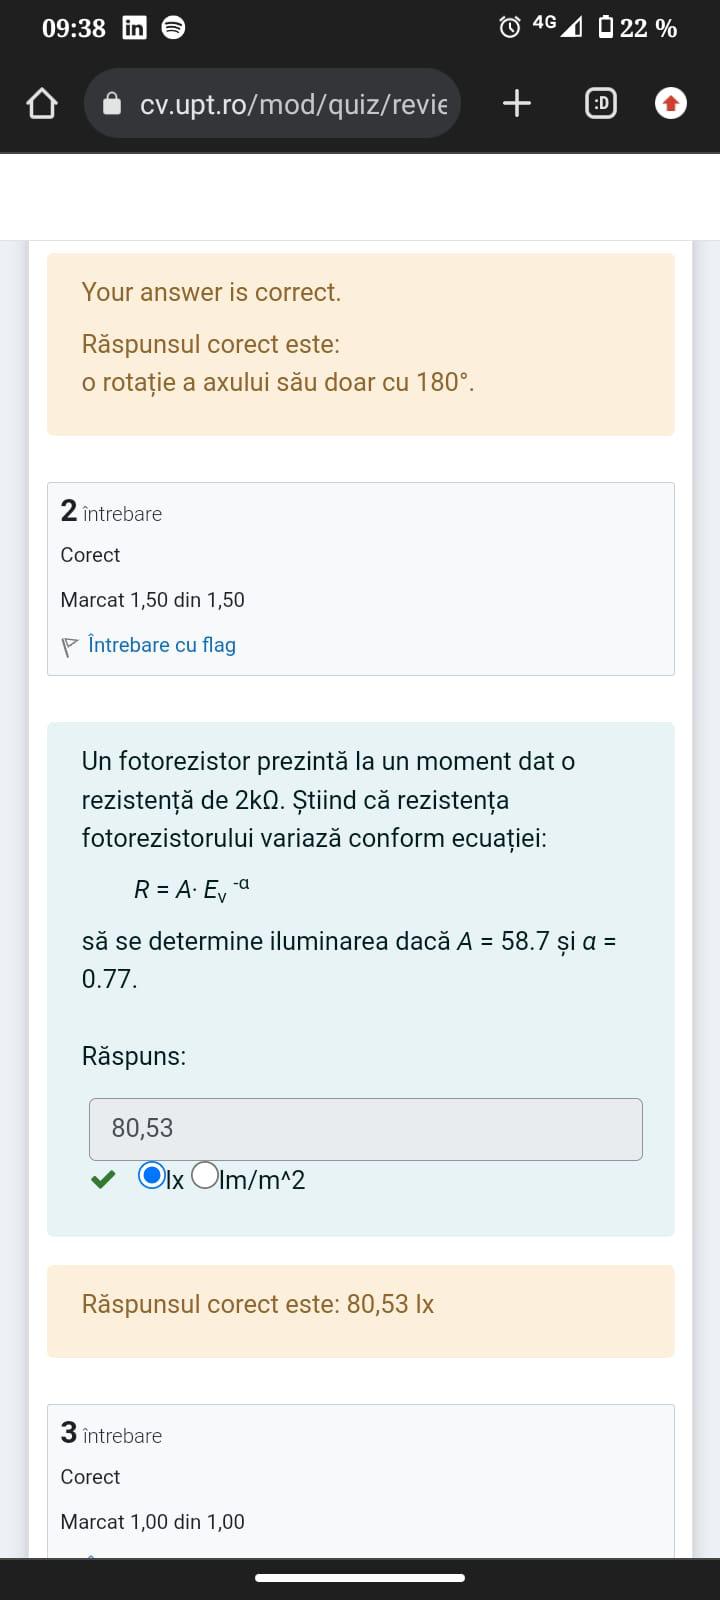 09:38 in 4G 22 %
cv.upt.ro/mod/quiz/revie :D
Your answer is correct.
Răspunsul corect este:
o rotație a axului său doar cu 180°.
2 întrebare
Corect
Marcat 1,50 din 1,50
Întrebare cu flag
Un fotorezistor prezintă la un moment dat o
rezistență de 2kΩ. Știind că rezistența
fotorezistorului variază conform ecuației:
R = A· Eᵥ ⁻ᵅ
să se determine iluminarea dacă A = 58.7 și α =
0.77.
Răspuns:
80,53
lx lm/m^2
Răspunsul corect este: 80,53 lx
3 întrebare
Corect
Marcat 1,00 din 1,00